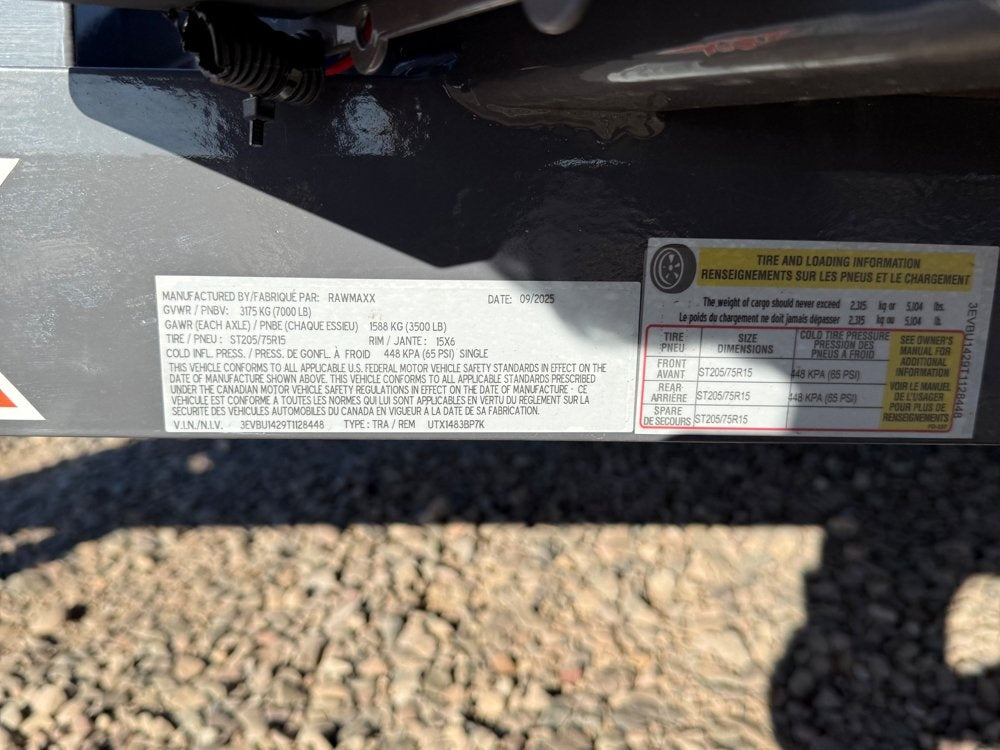 MANUFACTURED BY/FABRIQUÉ PAR: RAWMAXX DATE: 09/2025
GVWR / PNBV: 3175 KG (7000 LB)
GAWR (EACH AXLE) / PNBE (CHAQUE ESSIEU) 1588 KG (3500 LB)
TIRE / PNEU : ST205/75R15 RIM / JANTE : 15X6
COLD INFL. PRESS. / PRESS. DE GONFL. À FROID 448 KPA (65 PSI) SINGLE
THIS VEHICLE CONFORMS TO ALL APPLICABLE U.S. FEDERAL MOTOR VEHICLE SAFETY STANDARDS IN EFFECT ON THE
DATE OF MANUFACTURE SHOWN ABOVE. THIS VEHICLE CONFORMS TO ALL APPLICABLE STANDARDS PRESCRIBED
UNDER THE CANADIAN MOTOR VEHICLE SAFETY REGULATIONS IN EFFECT ON THE DATE OF MANUFACTURE - CE
VEHICULE EST CONFORME A TOUTES LES NORMES QUI LUI SONT APPLICABLES EN VERTU DU REGLEMENT SUR LA
SECURITE DES VEHICULES AUTOMOBILES DU CANADA EN VIGUEUR A LA DATE DE SA FABRICATION.
V.I.N./N.I.V. 3EVBU1429T1128448 TYPE : TRA / REM UTX1483BP7K
TIRE AND LOADING INFORMATION
RENSEIGNEMENTS SUR LES PNEUS ET LE CHARGEMENT
The weight of cargo should never exceed 2,315 kg or 5,104 lbs.
Le poids du chargement ne doit jamais dépasser 2,315 kg ou 5,104 lb.
TIRE PNEU
SIZE DIMENSIONS
COLD TIRE PRESSURE
PRESSION DES
PNEUS A FROID
FRONT AVANT ST205/75R15 448 KPA (65 PSI)
REAR ARRIÈRE ST205/75R15 448 KPA (65 PSI)
SPARE DE SECOURS ST205/75R15
SEE OWNER'S
MANUAL FOR
ADDITIONAL
INFORMATION
VOIR LE MANUEL
DE L'USAGER
POUR PLUS DE
RENSEIGNEMENTS
3EVBU1429T1128448